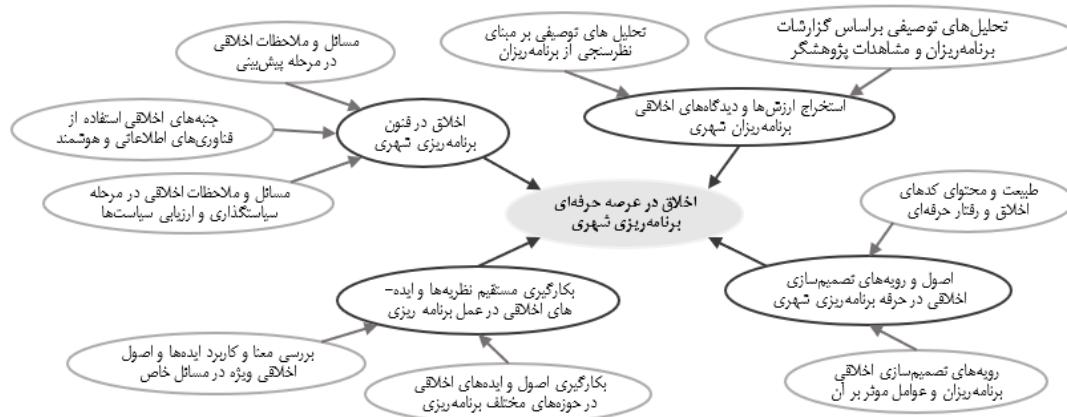 تحلیل‌های توصیفی براساس گزارشات
برنامه‌ریزان و مشاهدات پژوهشگر
تحلیل های توصیفی بر مبنای
نظرسنجی از برنامه‌ریزان
استخراج ارزش‌ها و دیدگاه‌های اخلاقی
برنامه‌ریزان شهری
مسائل و ملاحظات اخلاقی
در مرحله پیش‌بینی
جنبه‌های اخلاقی استفاده از
فناوری‌های اطلاعاتی و هوشمند
مسائل و ملاحظات اخلاقی در مرحله
سیاستگذاری و ارزیابی سیاست‌ها
اخلاق در فنون
برنامه‌ریزی شهری
اخلاق در عرصه حرفه‌ای
برنامه‌ریزی شهری
طبیعت و محتوای کدهای
اخلاق و رفتار حرفه‌ای
اصول و رویه‌های تصمیم‌سازی
اخلاقی در حرفه برنامه‌ریزی شهری
رویه‌های تصمیم‌سازی اخلاقی
برنامه‌ریزان و عوامل موثر بر آن
بکارگیری مستقیم نظریه‌ها و ایده-
های اخلاقی در عمل برنامه ریزی
بررسی معنا و کاربرد ایده‌ها و اصول
اخلاقی ویژه در مسائل خاص
بکارگیری اصول و ایده‌های اخلاقی
در حوزه‌های مختلف برنامه‌ریزی